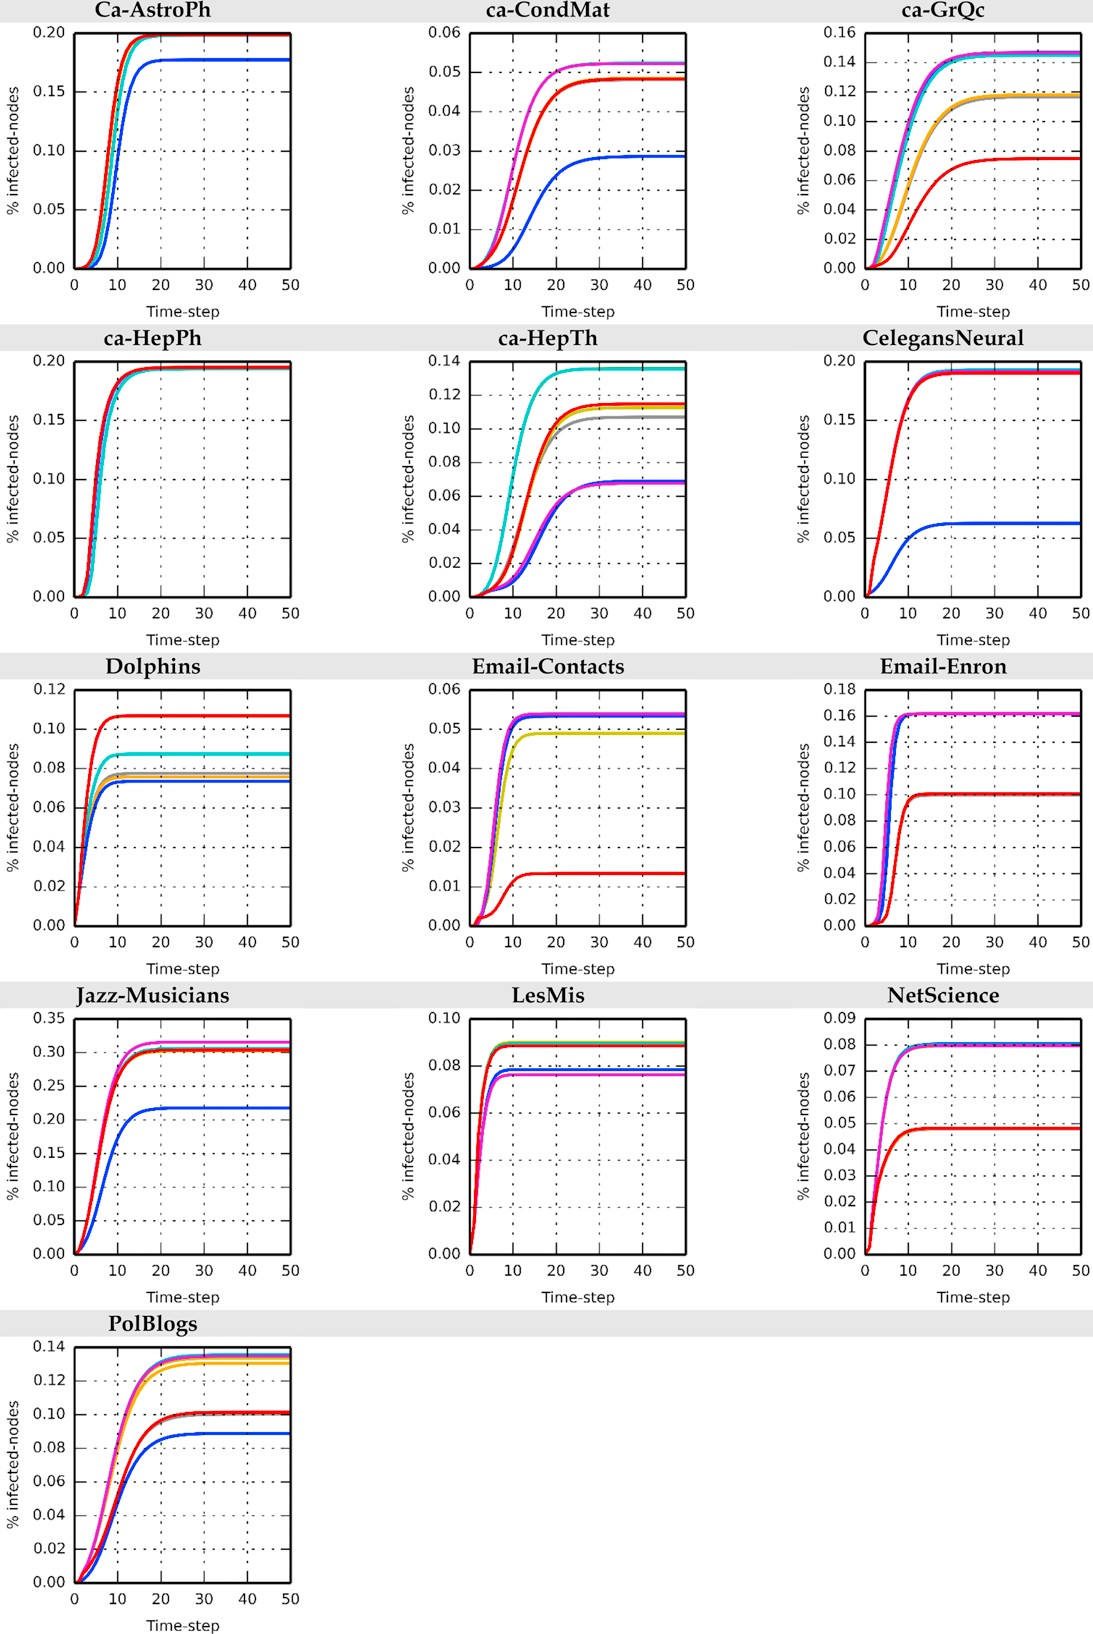 Ca-AstroPh ca-CondMat ca-GrQc
% infected-nodes
0.20
0.15
0.10
0.05
0.00
0 10 20 30 40 50
Time-step
% infected-nodes
0.06
0.05
0.04
0.03
0.02
0.01
0.00
0 10 20 30 40 50
Time-step
% infected-nodes
0.16
0.14
0.12
0.10
0.08
0.06
0.04
0.02
0.00
0 10 20 30 40 50
Time-step
ca-HepPh ca-HepTh CelegansNeural
% infected-nodes
0.20
0.15
0.10
0.05
0.00
0 10 20 30 40 50
Time-step
% infected-nodes
0.14
0.12
0.10
0.08
0.06
0.04
0.02
0.00
0 10 20 30 40 50
Time-step
% infected-nodes
0.20
0.15
0.10
0.05
0.00
0 10 20 30 40 50
Time-step
Dolphins Email-Contacts Email-Enron
% infected-nodes
0.12
0.10
0.08
0.06
0.04
0.02
0.00
0 10 20 30 40 50
Time-step
% infected-nodes
0.06
0.05
0.04
0.03
0.02
0.01
0.00
0 10 20 30 40 50
Time-step
% infected-nodes
0.18
0.16
0.14
0.12
0.10
0.08
0.06
0.04
0.02
0.00
0 10 20 30 40 50
Time-step
Jazz-Musicians LesMis NetScience
% infected-nodes
0.35
0.30
0.25
0.20
0.15
0.10
0.05
0.00
0 10 20 30 40 50
Time-step
% infected-nodes
0.10
0.08
0.06
0.04
0.02
0.00
0 10 20 30 40 50
Time-step
% infected-nodes
0.09
0.08
0.07
0.06
0.05
0.04
0.03
0.02
0.01
0.00
0 10 20 30 40 50
Time-step
PolBlogs
% infected-nodes
0.14
0.12
0.10
0.08
0.06
0.04
0.02
0.00
0 10 20 30 40 50
Time-step